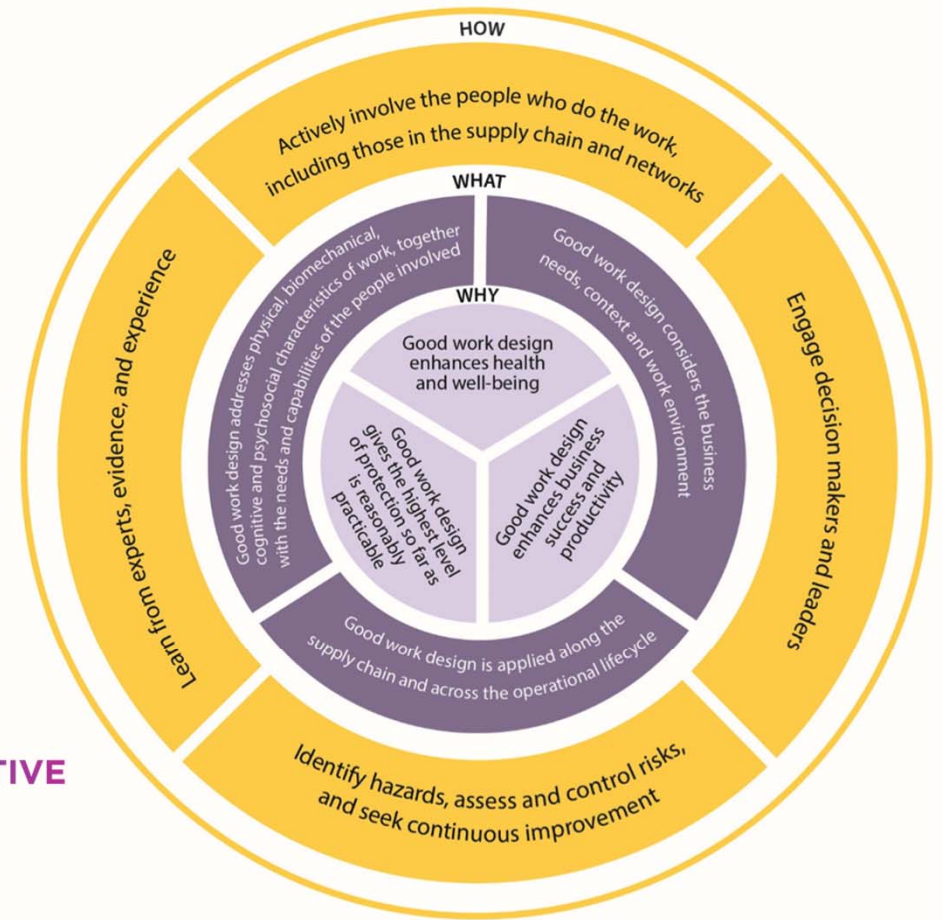 HOW
Actively involve the people who do the work,
including those in the supply chain and networks
Engage decision makers and leaders
Identify hazards, assess and control risks,
and seek continuous improvement
Learn from experts, evidence, and experience
WHAT
Good work design addresses physical, biomechanical,
cognitive and psychosocial characteristics of work, together
with the needs and capabilities of the people involved
Good work design considers the business
needs, context and work environment
Good work design is applied along the
supply chain and across the operational lifecycle
WHY
Good work design
enhances health
and well-being
Good work design
enhances business
success and
productivity
Good work design
gives the highest level
of protection so far as
is reasonably
practicable
TIVE